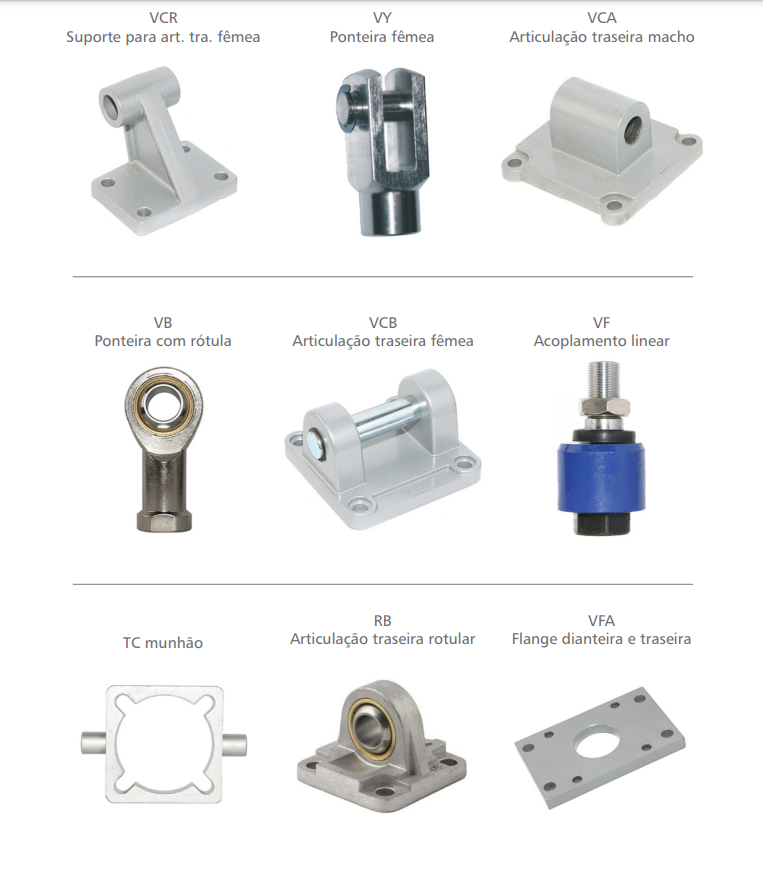 VCR
Suporte para art. tra. fêmea
VY
Ponteira fêmea
VCA
Articulação traseira macho
VB
Ponteira com rótula
VCB
Articulação traseira fêmea
VF
Acoplamento linear
TC munhão
RB
Articulação traseira rotular
VFA
Flange dianteira e traseira